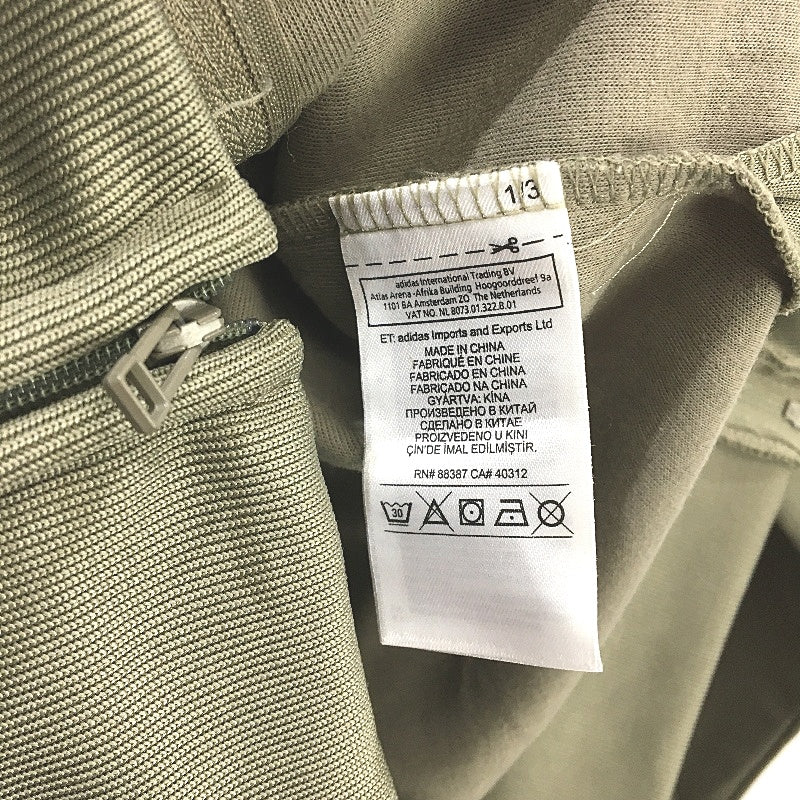 1/3
adidas International Trading BV
Atlas Arena -Afrika Building Hoogoorddreef 9a
1101 BA Amsterdam ZO The Netherlands
VAT NO. NL 8073.01.322.B.01
ET: adidas Imports and Exports Ltd
MADE IN CHINA
FABRIQUÉ EN CHINE
FABRICADO EN CHINA
FABRICADO NA CHINA
GYÁRTVA: KÍNA
ПРОИЗВЕДЕНО В КИТАЙ
СДЕЛАНО В КИТАЕ
PROIZVEDENO U KINI
ÇİN'DE İMAL EDİLMİŞTİR.
RN# 88387 CA# 40312
30